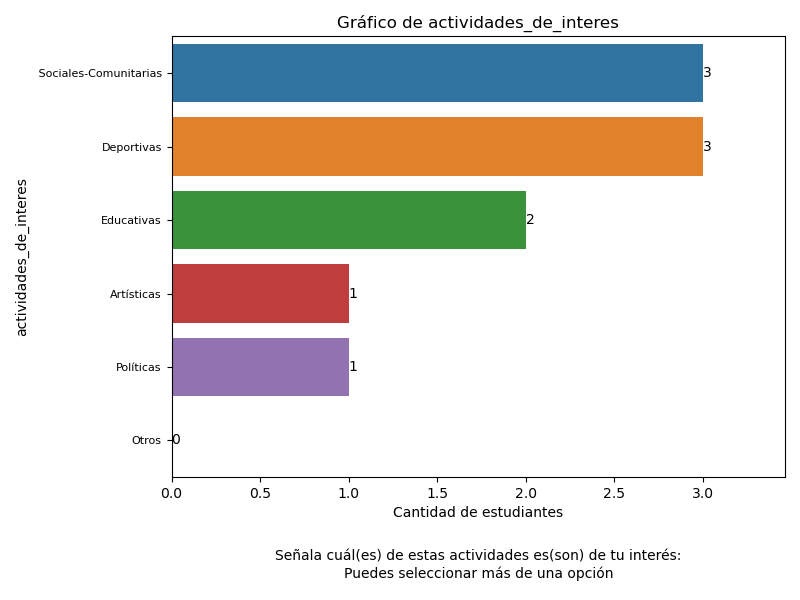 Gráfico de actividades_de_interes
Sociales-Comunitarias
3
Deportivas
3
Educativas
2
Artísticas
1
Políticas
1
Otros
0
actividades_de_interes
0.0 0.5 1.0 1.5 2.0 2.5 3.0
Cantidad de estudiantes
Señala cuál(es) de estas actividades es(son) de tu interés:
Puedes seleccionar más de una opción